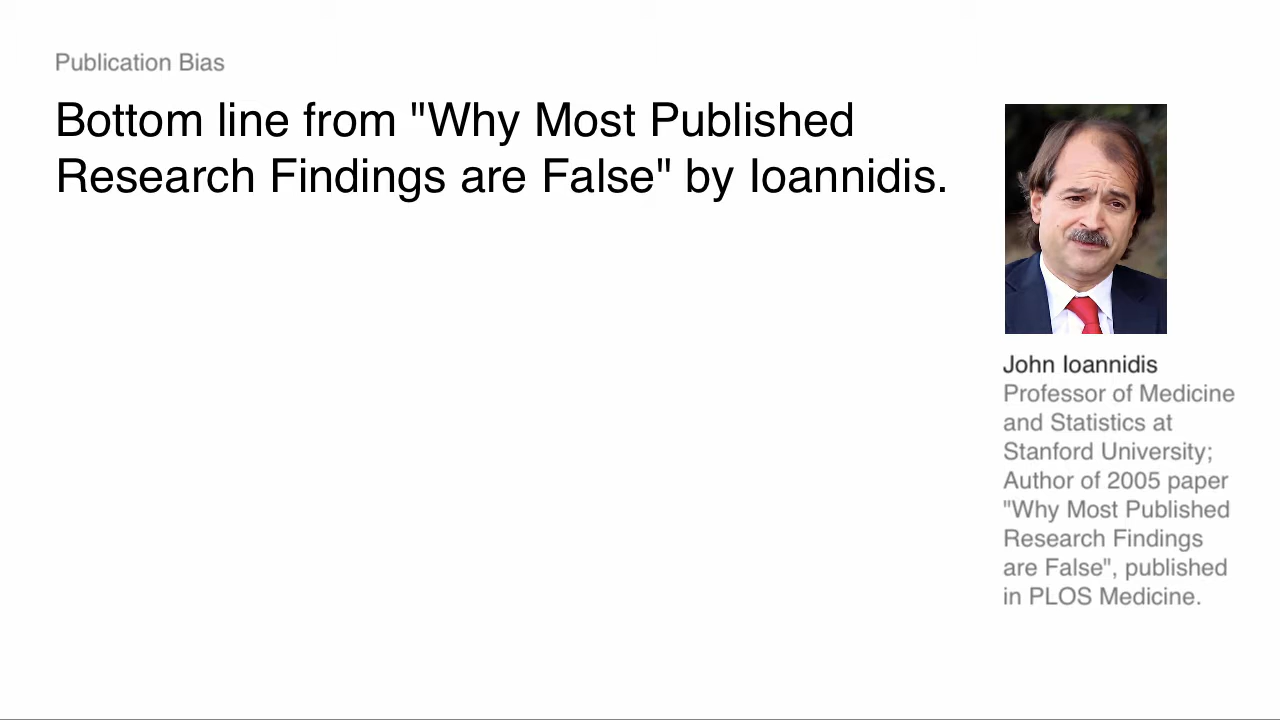 Publication Bias
Bottom line from "Why Most Published
Research Findings are False" by Ioannidis.
John Ioannidis
Professor of Medicine
and Statistics at
Stanford University;
Author of 2005 paper
"Why Most Published
Research Findings
are False", published
in PLOS Medicine.